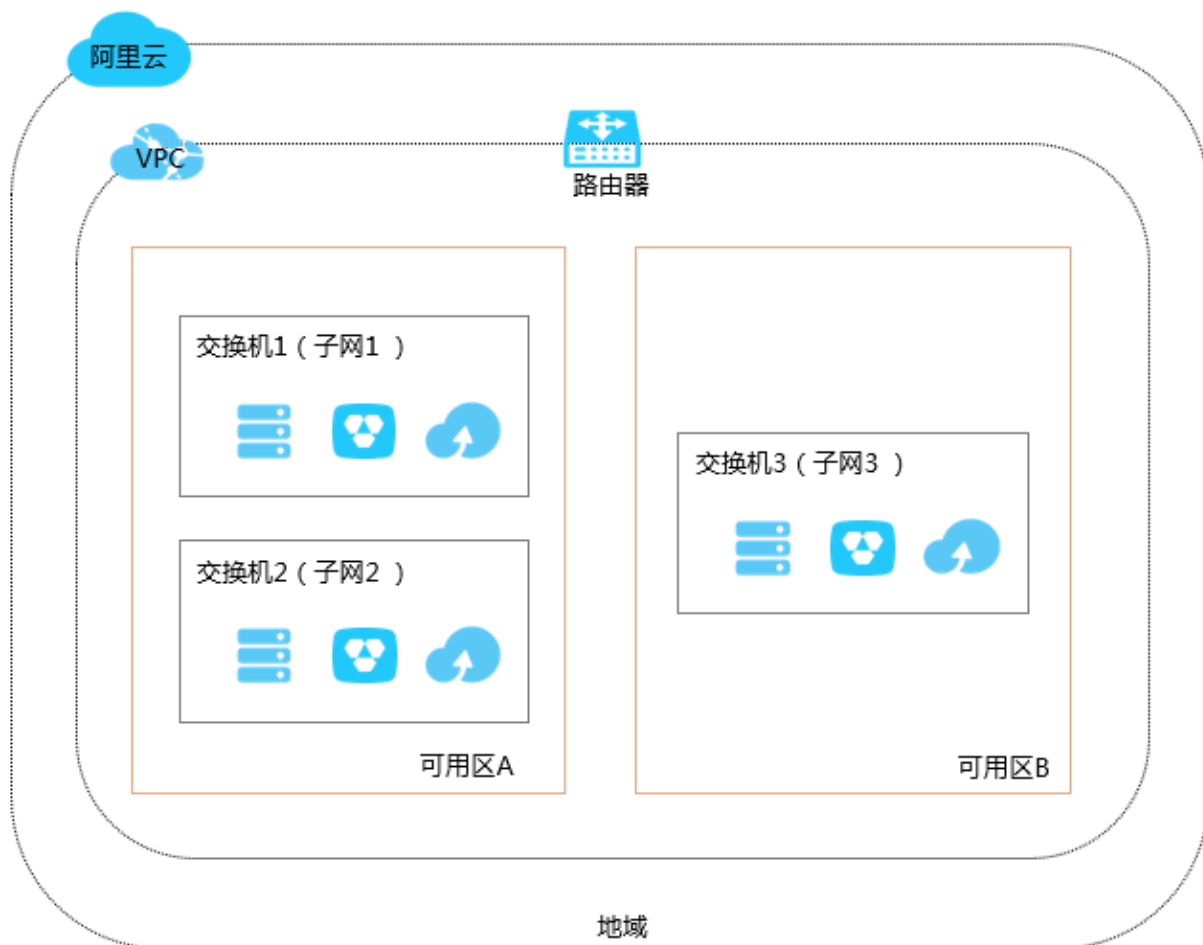 阿里云
VPC
路由器
交换机1（子网1 ）
交换机2（子网2 ）
可用区A
交换机3（子网3 ）
可用区B
地域